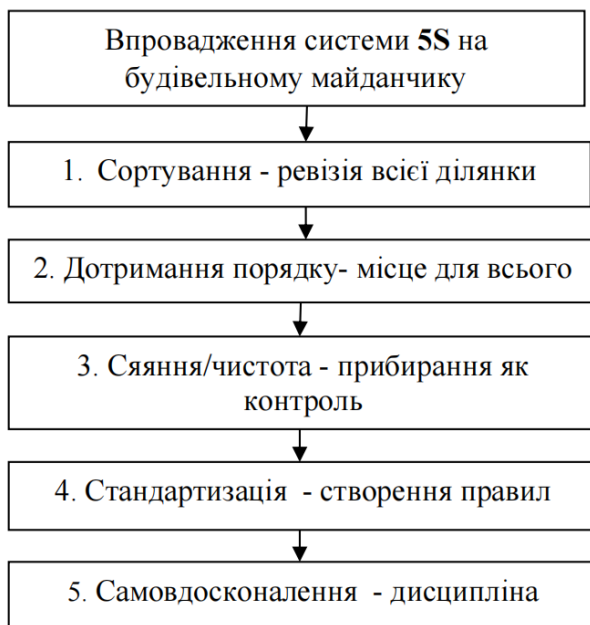 Впровадження системи 5S на
будівельному майданчику
1. Сортування - ревізія всієї ділянки
2. Дотримання порядку- місце для всього
3. Сяяння/чистота - прибирання як
контроль
4. Стандартизація - створення правил
5. Самовдосконалення - дисципліна